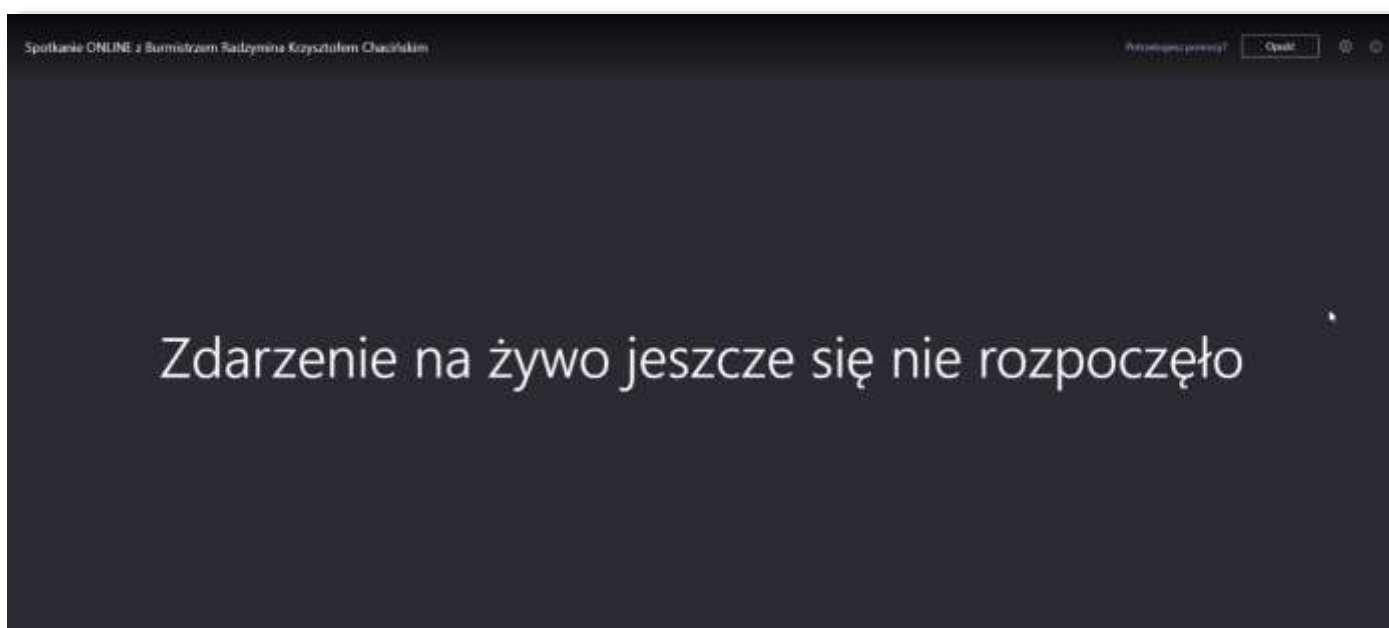 Spotkanie ONLINE z Burmistrzem Radzymina Krzysztofem Chacińskim
Potrzebujesz pomocy?
Opuść
Zdarzenie na żywo jeszcze się nie rozpoczęło